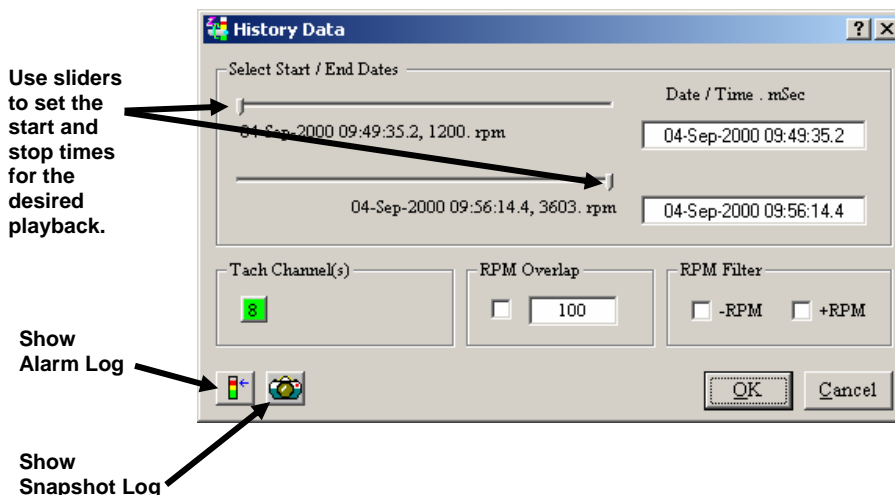 History Data
Use sliders
to set the
start and
stop times
for the
desired
playback.
Select Start / End Dates
Date / Time . mSec
04-Sep-2000 09:49:35.2, 1200. rpm
04-Sep-2000 09:49:35.2
04-Sep-2000 09:56:14.4, 3603. rpm
04-Sep-2000 09:56:14.4
Tach Channel(s)
8
RPM Overlap
100
RPM Filter
-RPM
+RPM
Show
Alarm Log
OK
Cancel
Show
Snapshot Log